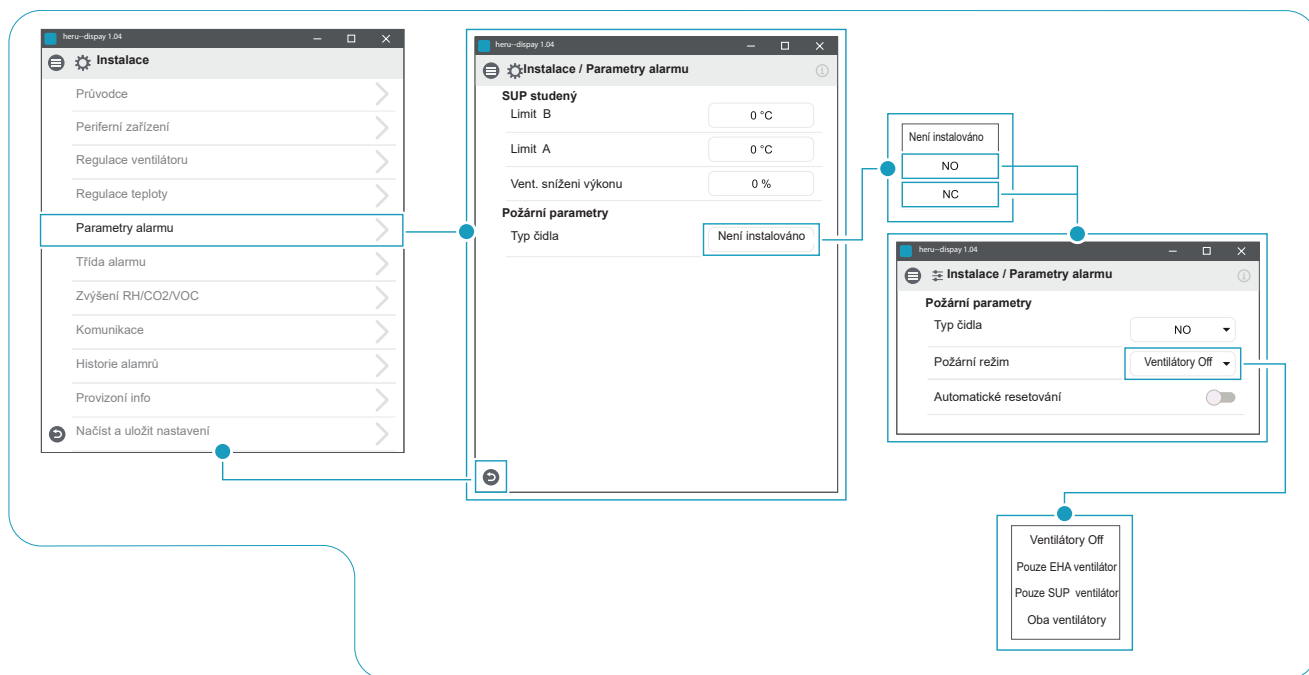 heru--dispay 1.04
Instalace
Průvodce
Periferní zařízení
Regulace ventilátoru
Regulace teploty
Parametry alarmu
Třída alarmu
Zvýšení RH/CO2/VOC
Komunikace
Historie alamrů
Provizoní info
Načíst a uložit nastavení
heru--dispay 1.04
Instalace / Parametry alarmu
SUP studený
Limit B 0 °C
Limit A 0 °C
Vent. sníženi výkonu 0 %
Požární parametry
Typ čidla Není instalováno
Není instalováno
NO
NC
heru--dispay 1.04
Instalace / Parametry alarmu
Požární parametry
Typ čidla NO
Požární režim Ventilátory Off
Automatické resetování
Ventilátory Off
Pouze EHA ventilátor
Pouze SUP ventilátor
Oba ventilátory